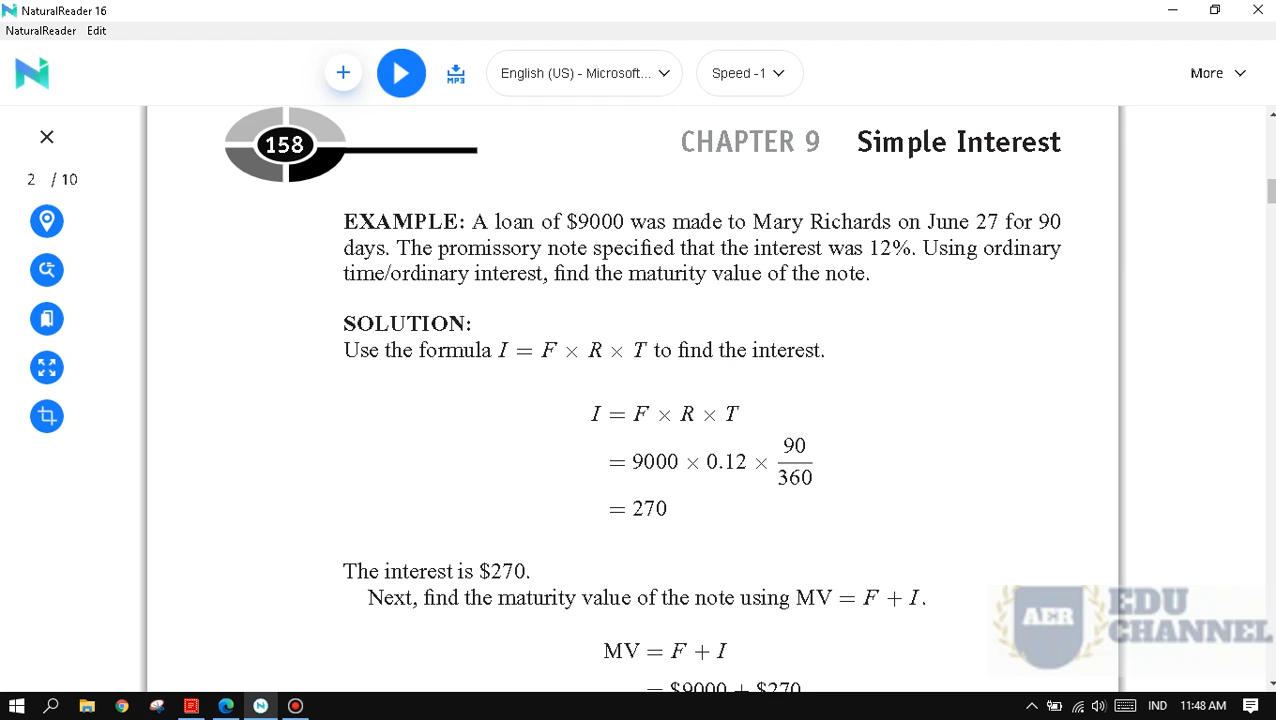 NaturalReader 16
NaturalReader Edit
MP3
English (US) - Microsoft...
Speed -1
More
2 / 10
158
CHAPTER 9 Simple Interest
EXAMPLE: A loan of $9000 was made to Mary Richards on June 27 for 90
days. The promissory note specified that the interest was 12%. Using ordinary
time/ordinary interest, find the maturity value of the note.
SOLUTION:
Use the formula I = F × R × T to find the interest.
I = F × R × T
= 9000 × 0.12 × 90/360
= 270
The interest is $270.
Next, find the maturity value of the note using MV = F + I.
MV = F + I
= $9000 + $270
AER
EDU
CHANNEL
IND 11:48 AM